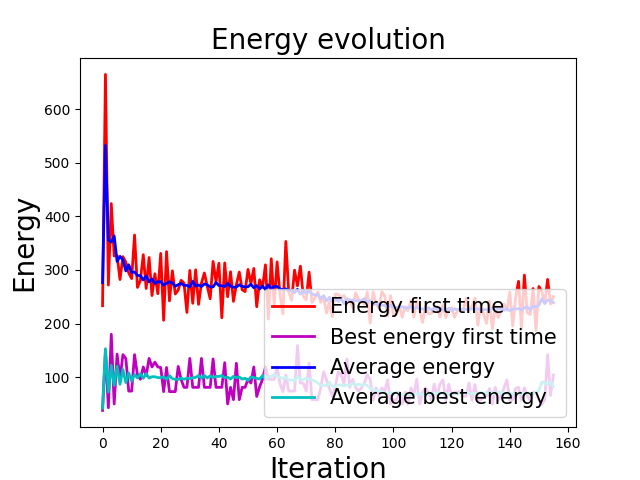 Energy evolution
600
500
400
300
200
100
Energy
Energy first time
Best energy first time
Average energy
Average best energy
0 20 40 60 80 100 120 140 160
Iteration